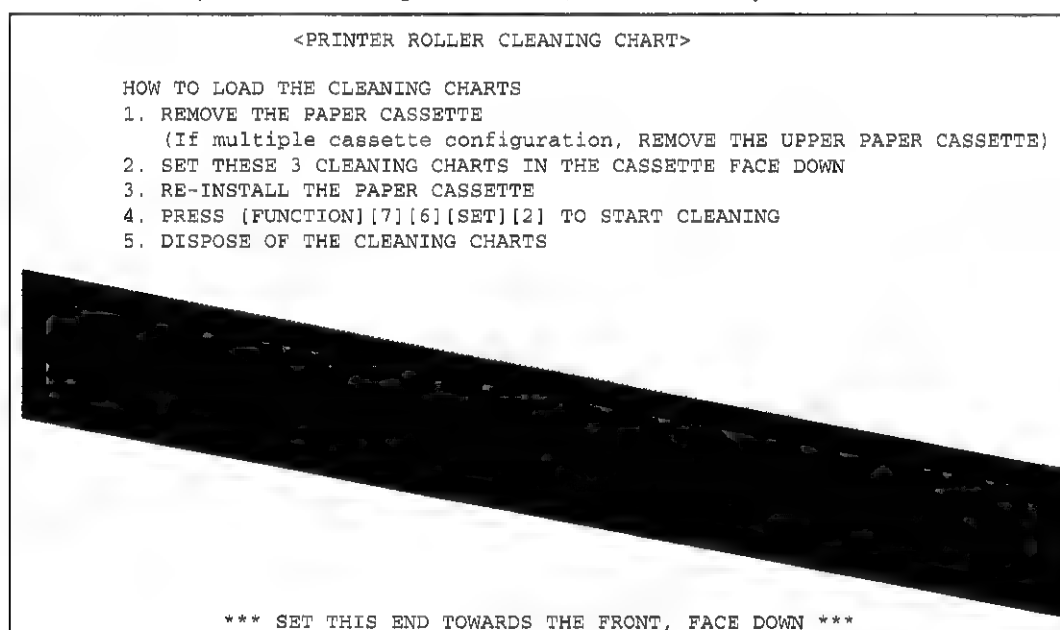 <PRINTER ROLLER CLEANING CHART>
HOW TO LOAD THE CLEANING CHARTS
1. REMOVE THE PAPER CASSETTE
(If multiple cassette configuration, REMOVE THE UPPER PAPER CASSETTE)
2. SET THESE 3 CLEANING CHARTS IN THE CASSETTE FACE DOWN
3. RE-INSTALL THE PAPER CASSETTE
4. PRESS [FUNCTION][7][6][SET][2] TO START CLEANING
5. DISPOSE OF THE CLEANING CHARTS
*** SET THIS END TOWARDS THE FRONT, FACE DOWN ***